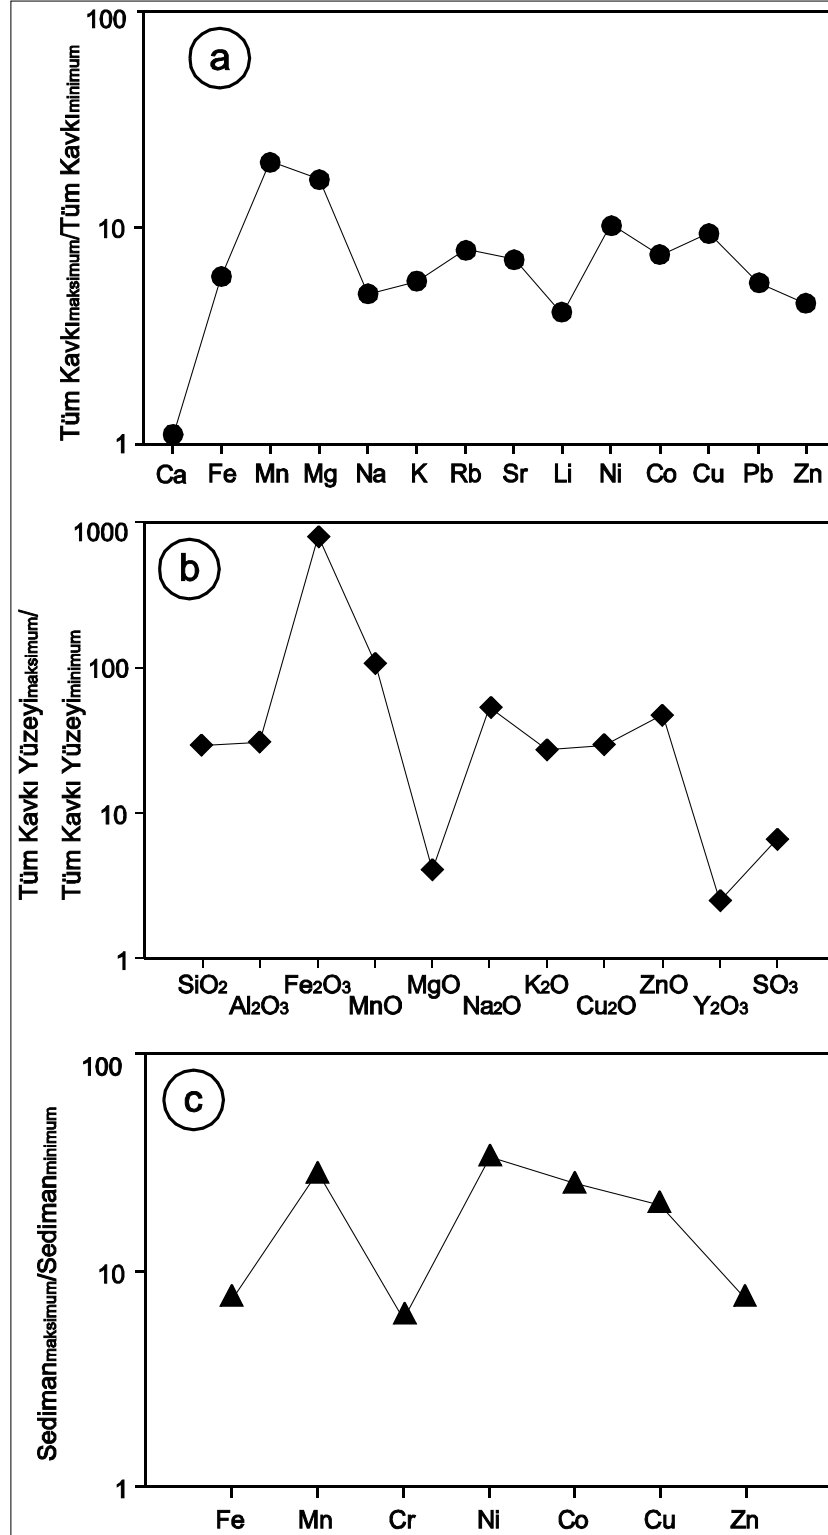 a
100
10
1
Tüm Kavkımaksimum/Tüm Kavkıminimum
Ca Fe Mn Mg Na K Rb Sr Li Ni Co Cu Pb Zn
b
1000
100
10
1
Tüm Kavkı Yüzeyimaksimum/
Tüm Kavkı Yüzeyiminimum
SiO2 Fe2O3 MgO K2O ZnO SO3
Al2O3 MnO Na2O Cu2O Y2O3
c
100
10
1
Sedimanmaksimum/Sedimanminimum
Fe Mn Cr Ni Co Cu Zn